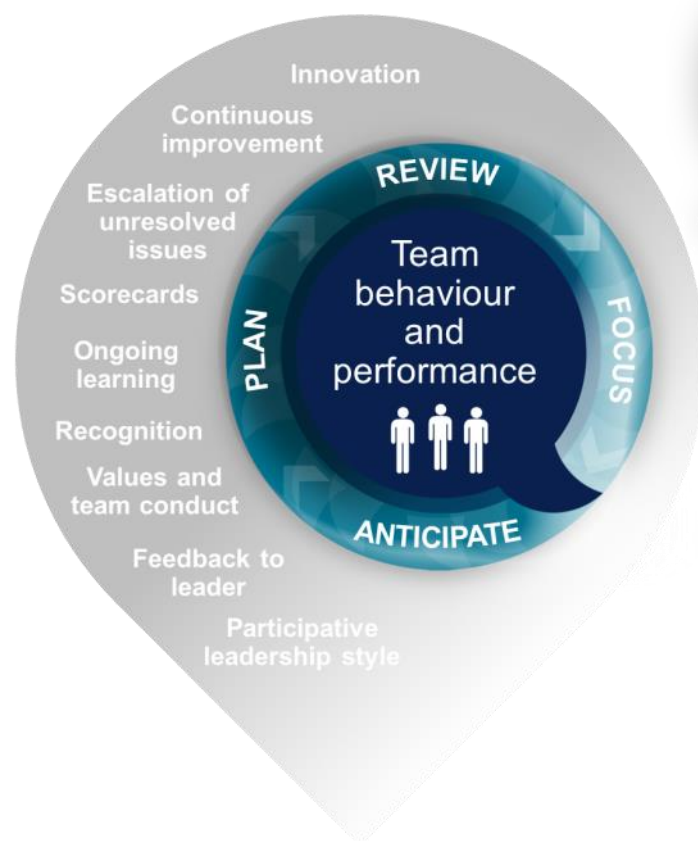 Innovation
Continuous
improvement
Escalation of
unresolved
issues
Scorecards
Ongoing
learning
Recognition
Values and
team conduct
Feedback to
leader
Participative
leadership style
REVIEW
FOCUS
ANTICIPATE
PLAN
Team
behaviour
and
performance